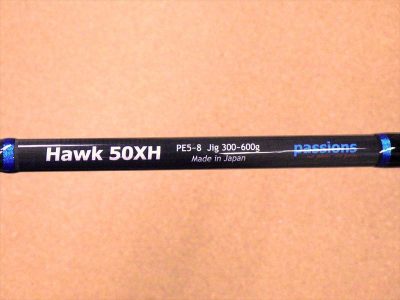 Hawk 50XH PE5-8 Jig 300-600g passions
Made in Japan